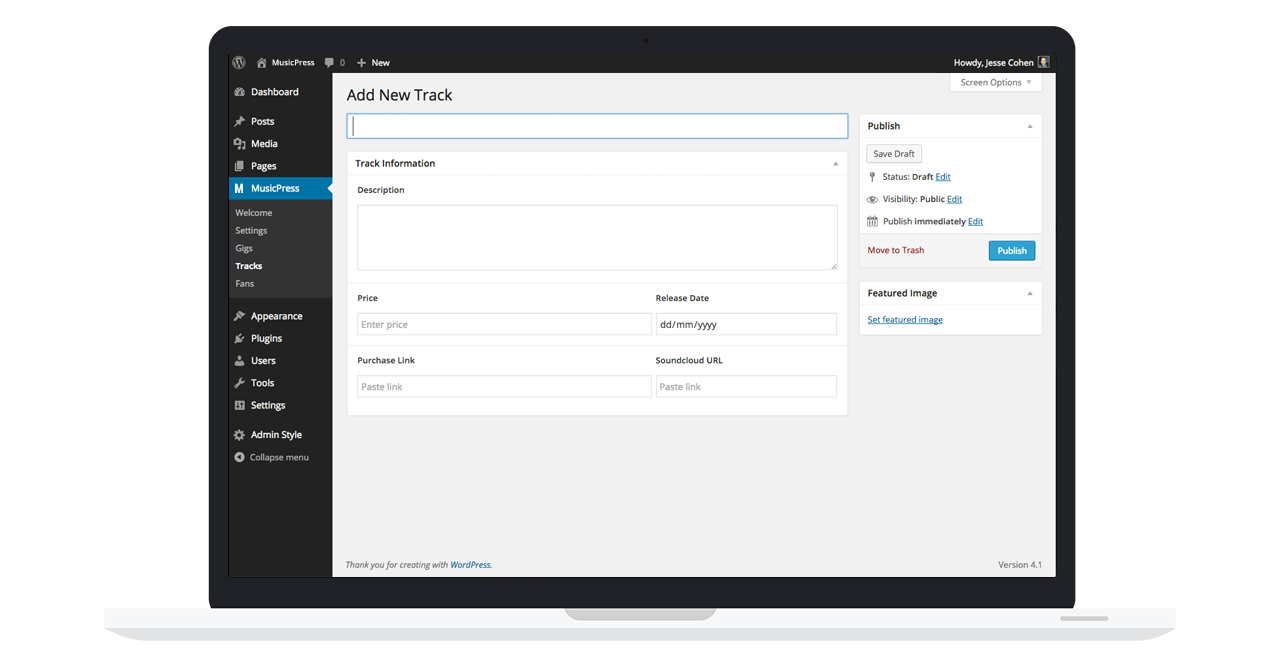 MusicPress 0 New Howdy, Jesse Cohen
Screen Options
Dashboard
Posts
Media
Pages
M MusicPress
Welcome
Settings
Gigs
Tracks
Fans
Appearance
Plugins
Users
Tools
Settings
Admin Style
Collapse menu
Add New Track
Track Information
Description
Price Release Date
Enter price dd/mm/yyyy
Purchase Link Soundcloud URL
Paste link Paste link
Publish
Save Draft
Status: Draft Edit
Visibility: Public Edit
Publish immediately Edit
Move to Trash Publish
Featured Image
Set featured image
Thank you for creating with WordPress. Version 4.1